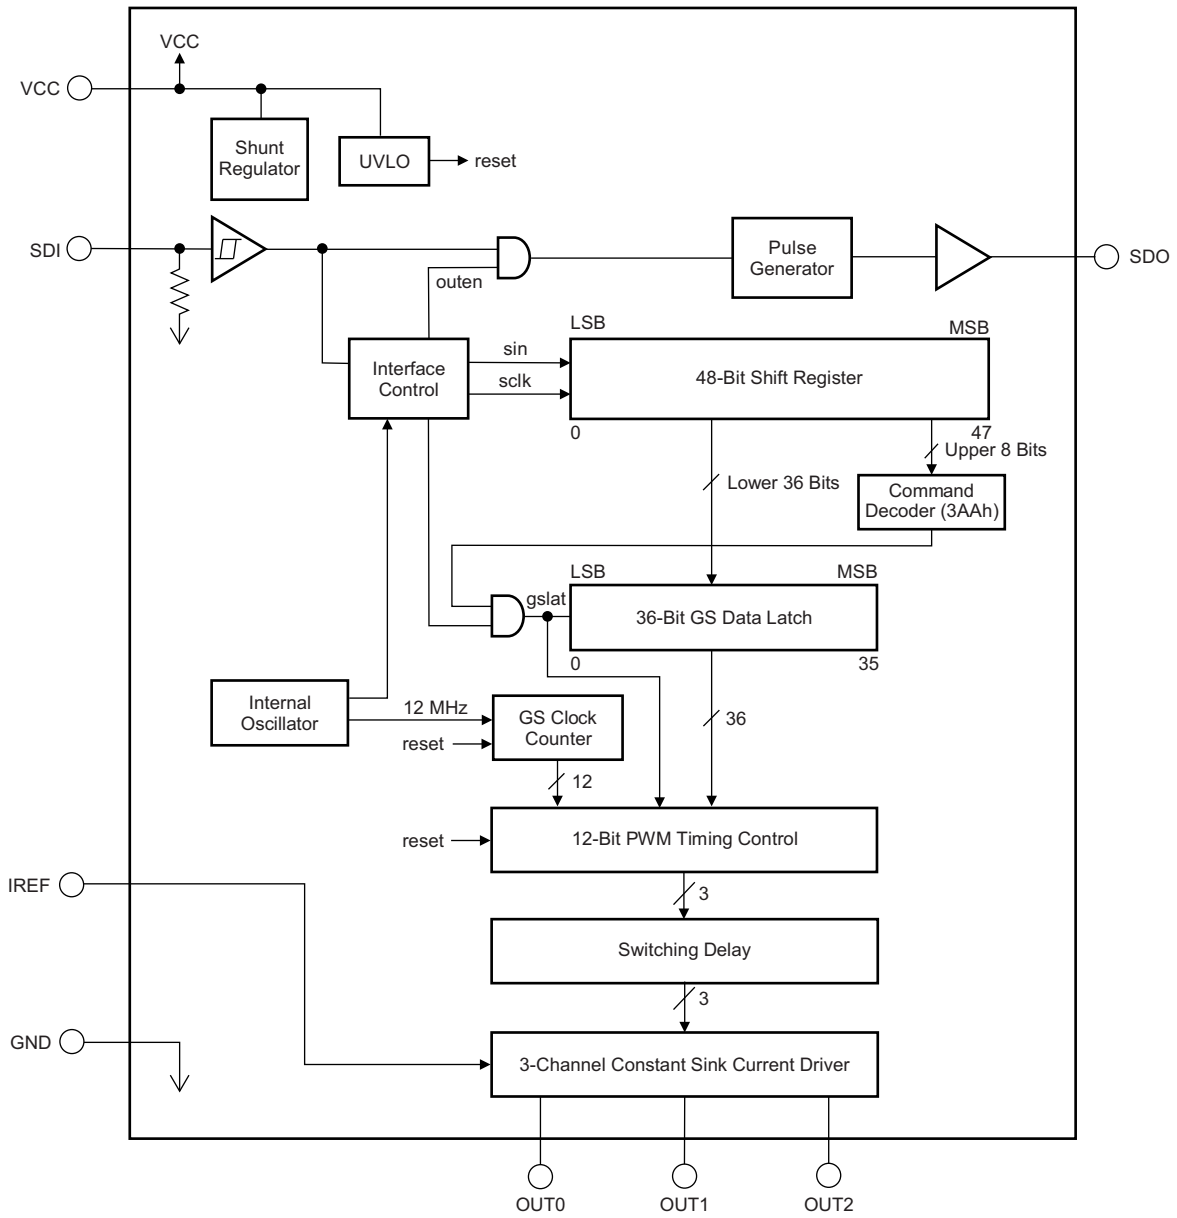 VCC
VCC
Shunt
Regulator
UVLO
reset
SDI
outen
Pulse
Generator
SDO
LSB
MSB
Interface
Control
sin
sclk
48-Bit Shift Register
0
47
Upper 8 Bits
Lower 36 Bits
Command
Decoder (3AAh)
LSB
MSB
gslat
36-Bit GS Data Latch
0
35
Internal
Oscillator
12 MHz
reset
GS Clock
Counter
36
12
reset
12-Bit PWM Timing Control
IREF
3
Switching Delay
3
GND
3-Channel Constant Sink Current Driver
OUT0
OUT1
OUT2